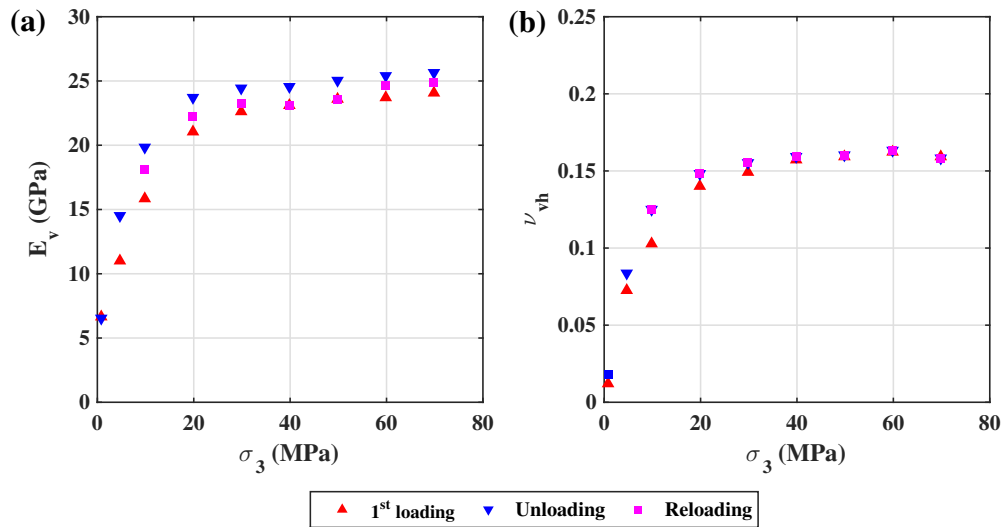 (a)
30
25
20
15
10
5
0
E_v (GPa)
0 20 40 60 80
σ_3 (MPa)
(b)
0.25
0.2
0.15
0.1
0.05
0
ν_vh
0 20 40 60 80
σ_3 (MPa)
1^st loading Unloading Reloading